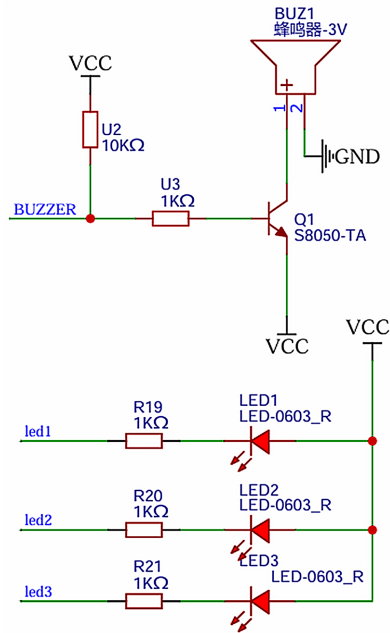 BUZ1
蜂鸣器-3V
VCC
+
1
2
U2
10KΩ
GND
U3
1KΩ
BUZZER
Q1
S8050-TA
VCC
VCC
LED1
LED-0603_R
R19
1KΩ
led1
LED2
LED-0603_R
R20
1KΩ
led2
LED3
LED-0603_R
R21
1KΩ
led3